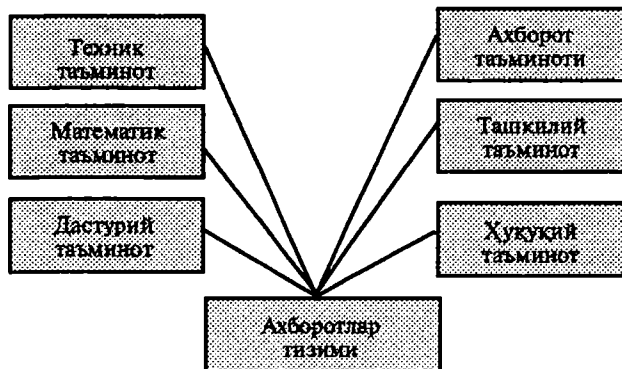 Техник
таъминот
Математик
таъминот
Дастурий
таъминот
Ахборот
таъминоти
Ташкилий
таъминот
Ҳуқуқий
таъминот
Ахборотлар
тизими